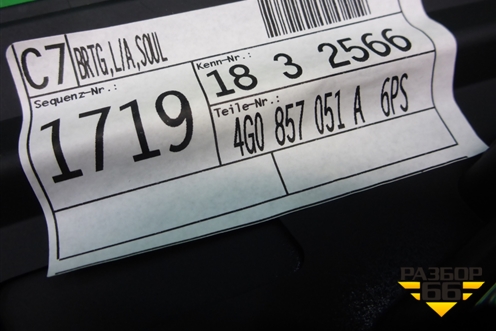 C7 BRTG,L/A,SOUL
Sequenz-Nr.:
1719
Kenn-Nr.:
18 3 2566
Teile-Nr.:
4G0 857 051 A 6PS
РАЗБОР
66